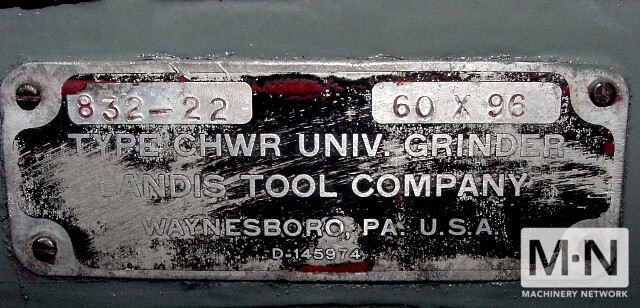 832-22 60 X 96
TYPE CHWR UNIV. GRINDER
LANDIS TOOL COMPANY
WAYNESBORO, PA. U.S.A.
D-145974
M·N
MACHINERY NETWORK